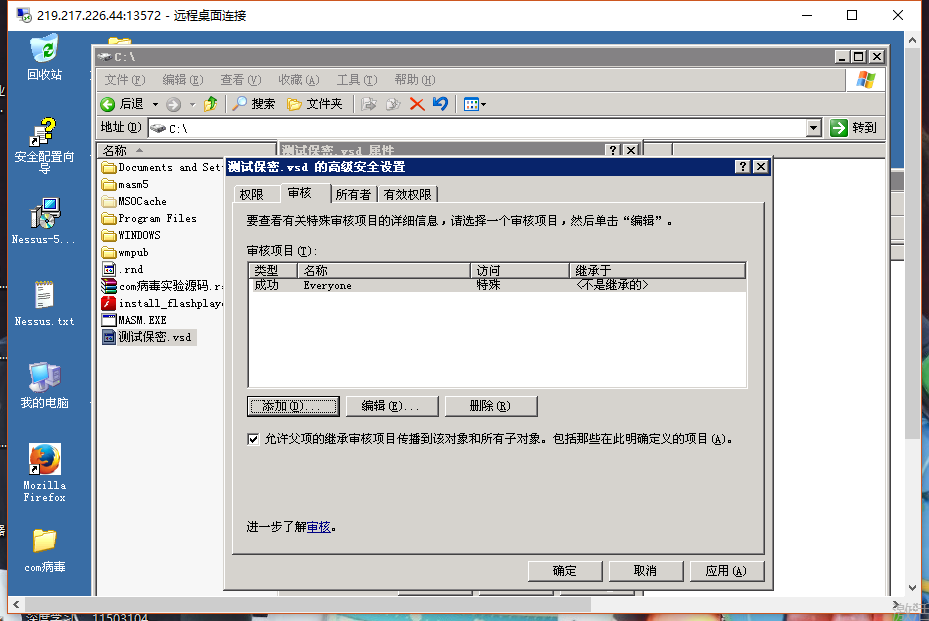 219.217.226.44:13572 - 远程桌面连接
回收站
安全配置向导
Nessus-5...
Nessus.txt
我的电脑
Mozilla Firefox
com病毒
C:\
文件(F) 编辑(E) 查看(V) 收藏(A) 工具(T) 帮助(H)
后退 搜索 文件夹
地址(D) C:\ 转到
名称
Documents and Set
masm5
MSOCache
Program Files
WINDOWS
wmpub
.rnd
com病毒实验源码.r
install_flashplaye
MASM.EXE
测试保密.vsd
测试保密.vsd 属性
测试保密.vsd 的高级安全设置
权限 审核 所有者 有效权限
要查看有关特殊审核项目的详细信息，请选择一个审核项目，然后单击“编辑”。
审核项目(T):
类型 名称 访问 继承于
成功 Everyone 特殊 <不是继承的>
添加(D)... 编辑(E)... 删除(R)
允许父项的继承审核项目传播到该对象和所有子对象。包括那些在此明确定义的项目(A)。
进一步了解审核。
确定 取消 应用(A)
深度学习 11503104